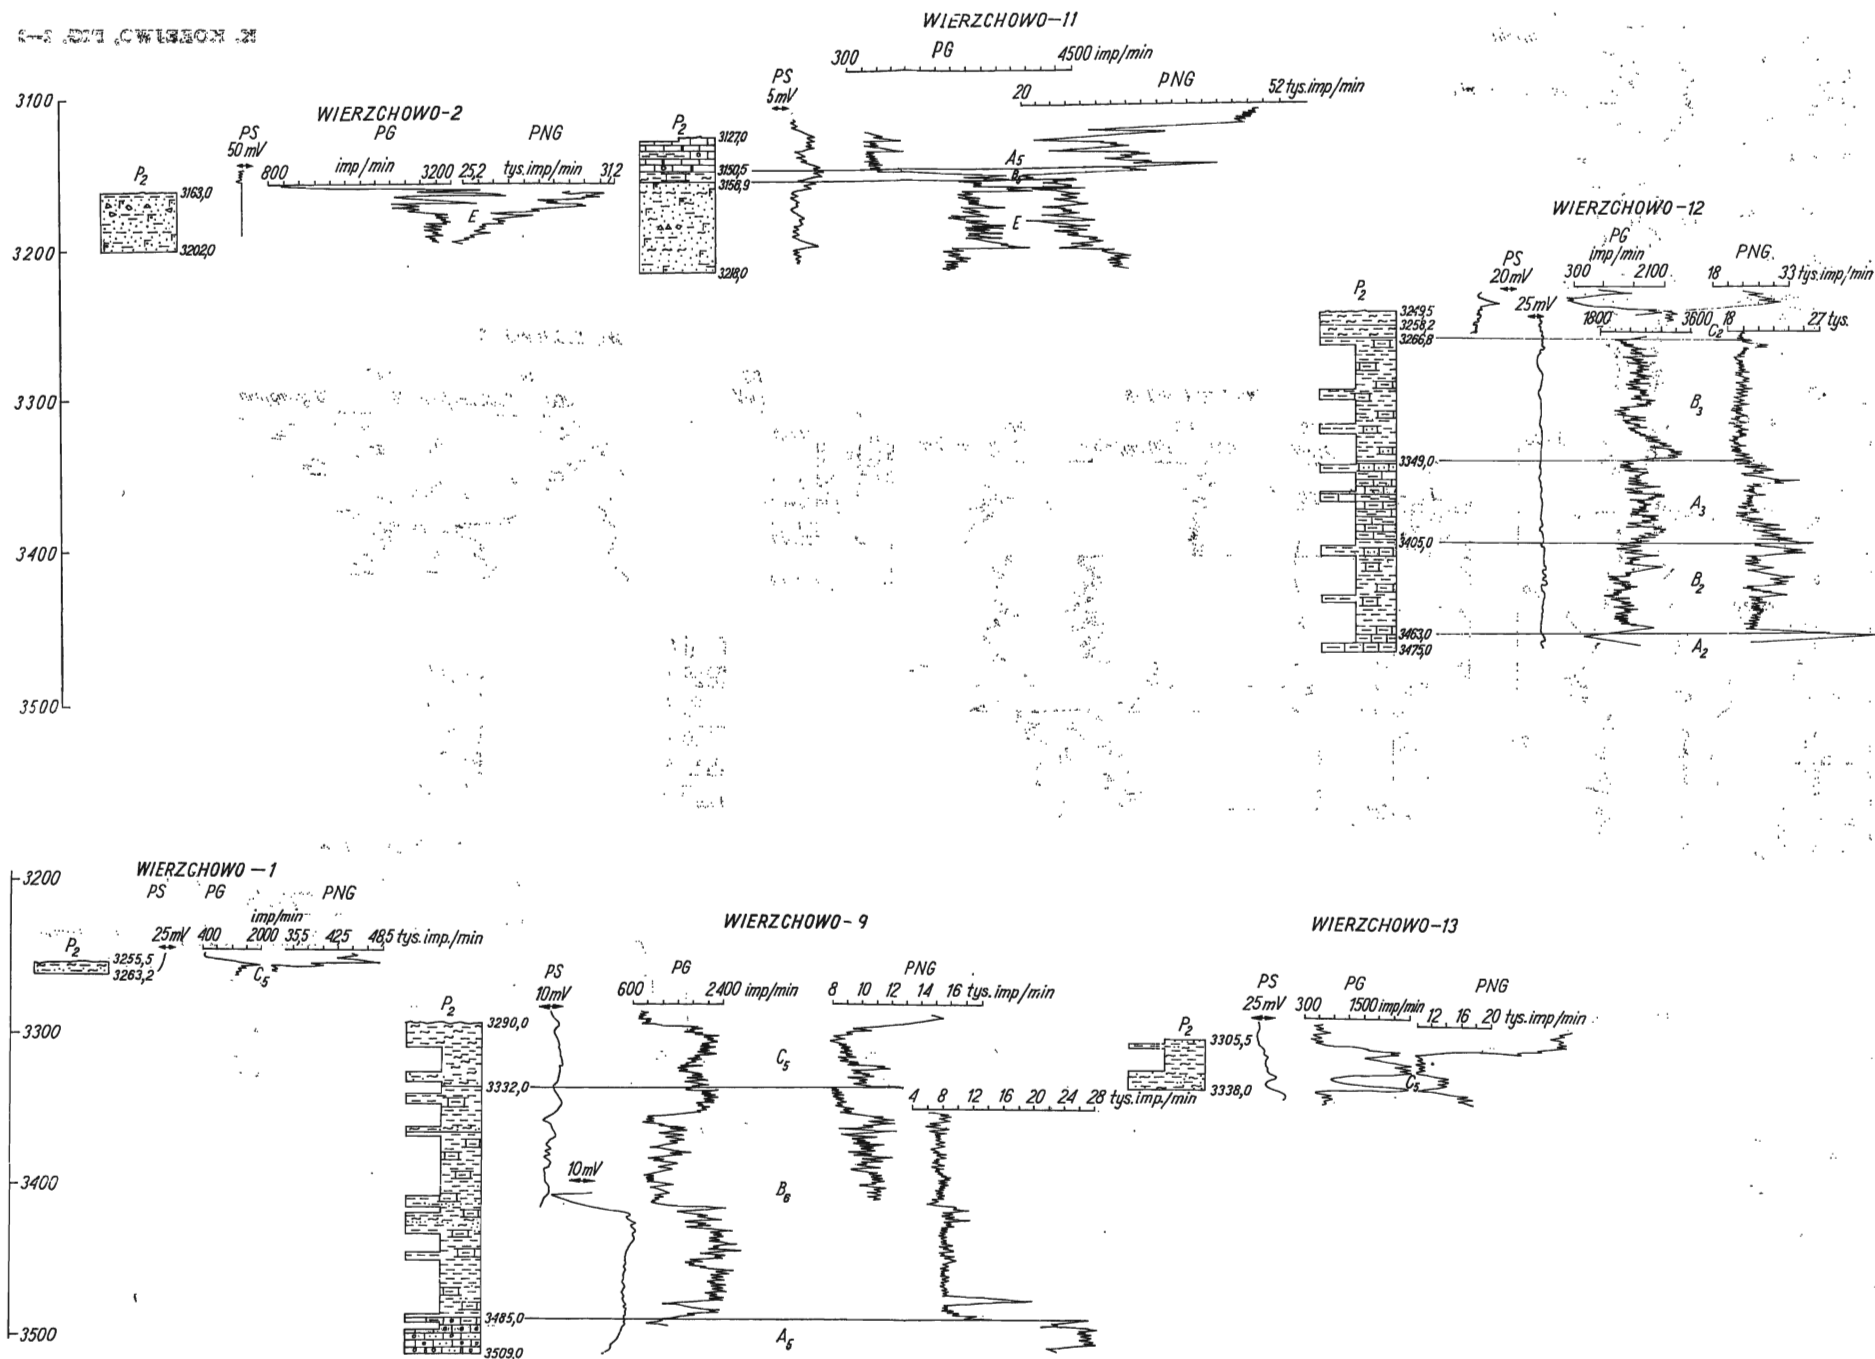 WIERZCHOWO-11
300 PG 4500 imp/min
PS
5mV
PNG
20 52 tys.imp/min
3100
3200
3300
3400
3500
WIERZCHOWO-2
PS PG PNG
50 mV
800 imp/min 3200 25,2 tys.imp/min 31,2
P2
3163,0
E
3202,0
P2
3127,0
A5
3150,5
3156,9
E
3218,0
WIERZCHOWO-12
PG
imp/min
PNG
PS
20mV
300 2100 18 33 tys.imp/min
25mV
P2
3249,5
3258,2
3266,8
1800 3600 18 27 tys.
C2
B3
3349,0
A3
3405,0
B2
3463,0
3475,0
A2
3200
3300
3400
3500
WIERZCHOWO-1
PS PG PNG
imp/min
25mV 400 2000 35,5 42,5 48,5 tys.imp./min
P2
3255,5
3263,2
C5
WIERZCHOWO-9
PS PG PNG
10mV 600 2400 imp/min 8 10 12 14 16 tys.imp/min
P2
3290,0
C5
3332,0
4 8 12 16 20 24 28 tys.imp./min
10mV
B6
3485,0
A5
3509,0
WIERZCHOWO-13
PS PG PNG
25mV 300 1500 imp/min 12 16 20 tys.imp/min
P2
3305,5
C5
3338,0